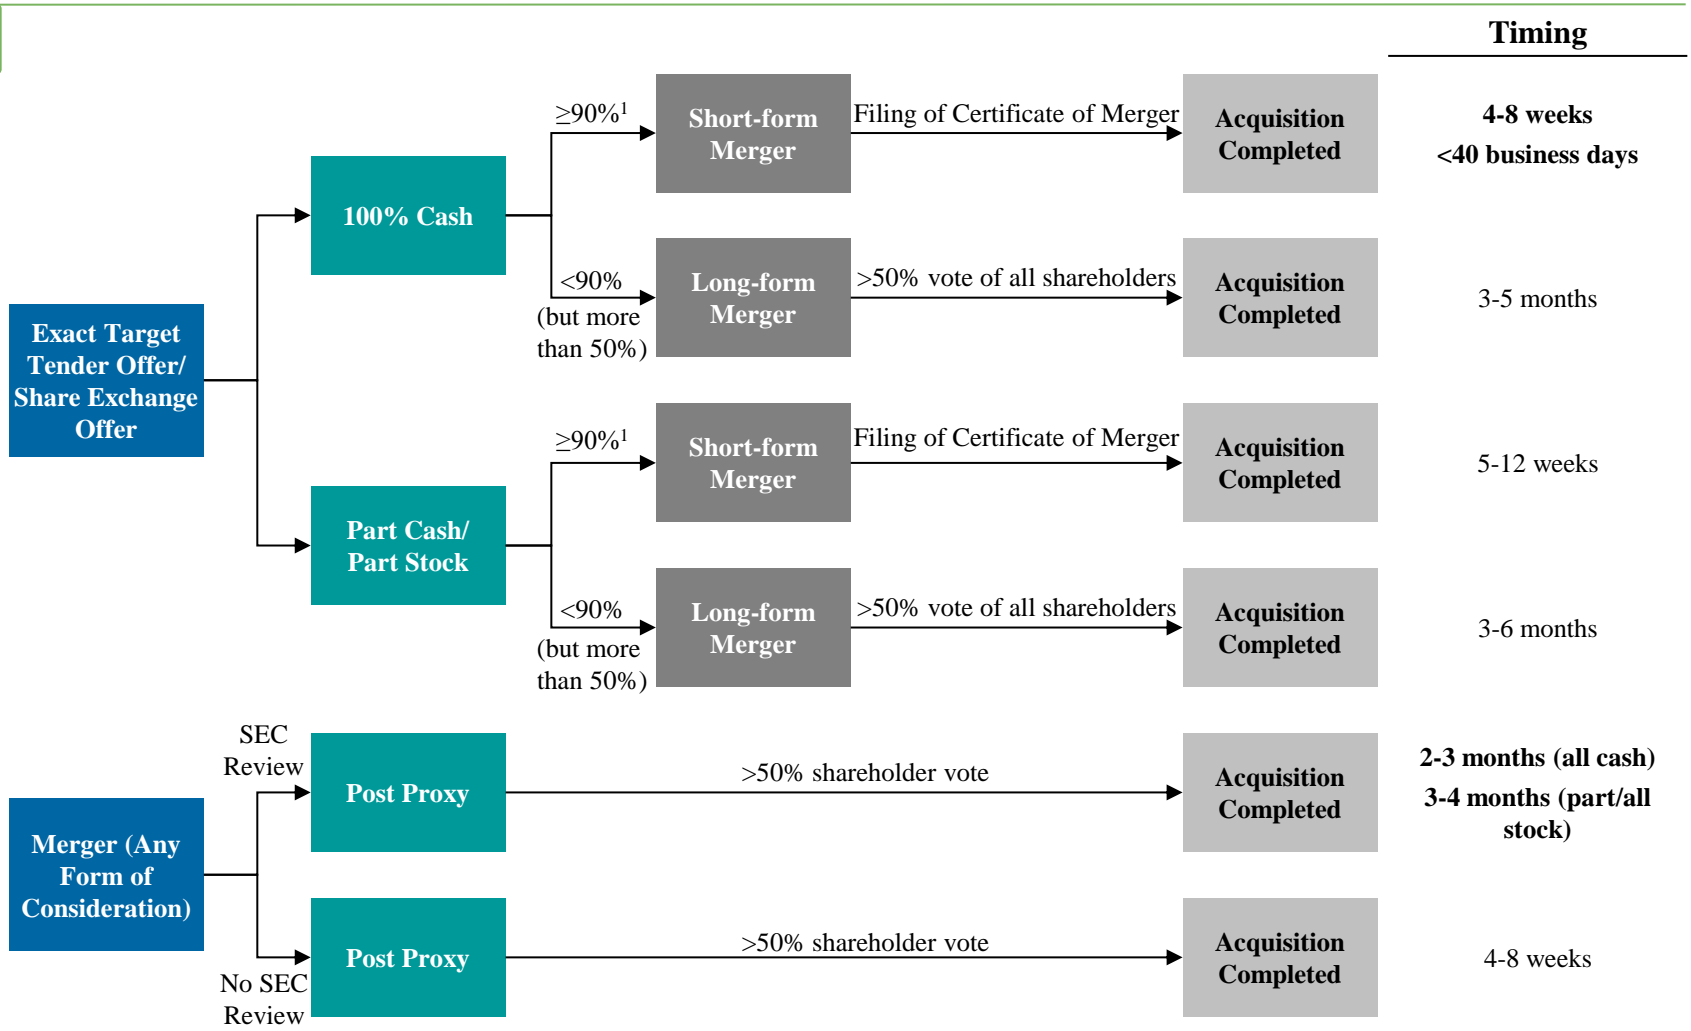 Timing
≥90%¹
Short-form
Merger
Filing of Certificate of Merger
Acquisition
Completed
4-8 weeks
<40 business days
100% Cash
<90%
(but more
than 50%)
Long-form
Merger
>50% vote of all shareholders
Acquisition
Completed
3-5 months
Exact Target
Tender Offer/
Share Exchange
Offer
≥90%¹
Short-form
Merger
Filing of Certificate of Merger
Acquisition
Completed
5-12 weeks
Part Cash/
Part Stock
<90%
(but more
than 50%)
Long-form
Merger
>50% vote of all shareholders
Acquisition
Completed
3-6 months
SEC
Review
Post Proxy
>50% shareholder vote
Acquisition
Completed
2-3 months (all cash)
3-4 months (part/all
stock)
Merger (Any
Form of
Consideration)
No SEC
Review
Post Proxy
>50% shareholder vote
Acquisition
Completed
4-8 weeks